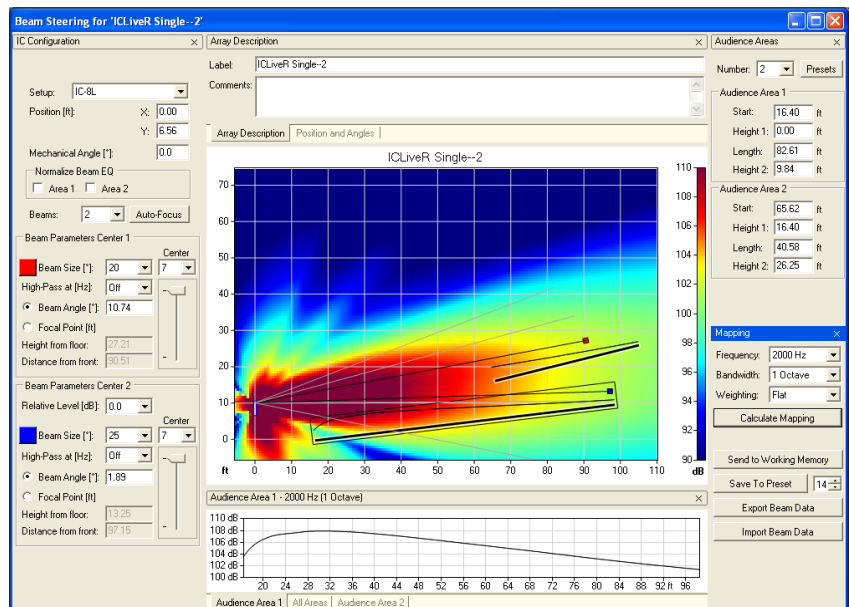 Beam Steering for 'ICLiveR Single--2'
IC Configuration
Setup: IC-8L
Position [ft]: X: 0.00
Y: 6.56
Mechanical Angle [°]: 0.0
Normalize Beam EQ
Area 1 Area 2
Beams: 2 Auto-Focus
Beam Parameters Center 1
Center
Beam Size [°]: 20 7
High-Pass at [Hz]: Off
Beam Angle [°]: 10.74
Focal Point [ft]
Height from floor: 27.21
Distance from front: 90.51
Beam Parameters Center 2
Relative Level [dB]: 0.0
Center
Beam Size [°]: 25 7
High-Pass at [Hz]: Off
Beam Angle [°]: 1.89
Focal Point [ft]
Height from floor: 13.25
Distance from front: 97.15
Array Description
Label: ICLiveR Single--2
Comments:
Array Description Position and Angles
ICLiveR Single--2
70
60
50
40
30
20
10
0
ft 0 10 20 30 40 50 60 70 80 90 100 110
110
108
106
104
102
100
98
96
94
92
90
dB
Audience Area 1 - 2000 Hz (1 Octave)
110 dB
108 dB
106 dB
104 dB
102 dB
100 dB
20 24 28 32 36 40 44 48 52 56 60 64 68 72 76 80 84 88 92 ft 96
Audience Area 1 All Areas Audience Area 2
Audience Areas
Number: 2 Presets
Audience Area 1
Start: 16.40 ft
Height 1: 0.00 ft
Length: 82.61 ft
Height 2: 9.84 ft
Audience Area 2
Start: 65.62 ft
Height 1: 16.40 ft
Length: 40.58 ft
Height 2: 26.25 ft
Mapping
Frequency: 2000 Hz
Bandwidth: 1 Octave
Weighting: Flat
Calculate Mapping
Send to Working Memory
Save To Preset 14
Export Beam Data
Import Beam Data